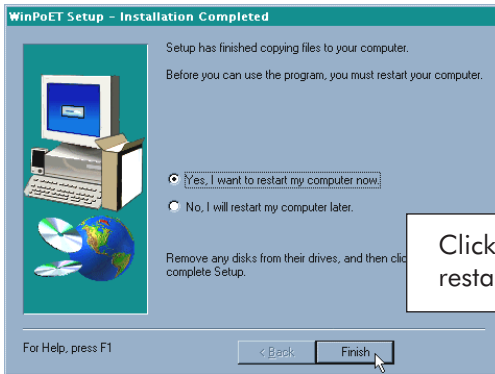 WinPoET Setup - Installation Completed
Setup has finished copying files to your computer.
Before you can use the program, you must restart your computer.
Yes, I want to restart my computer now.
No, I will restart my computer later.
Remove any disks from their drives, and then
complete Setup.
Click
For Help, press F1
< Back
Finish